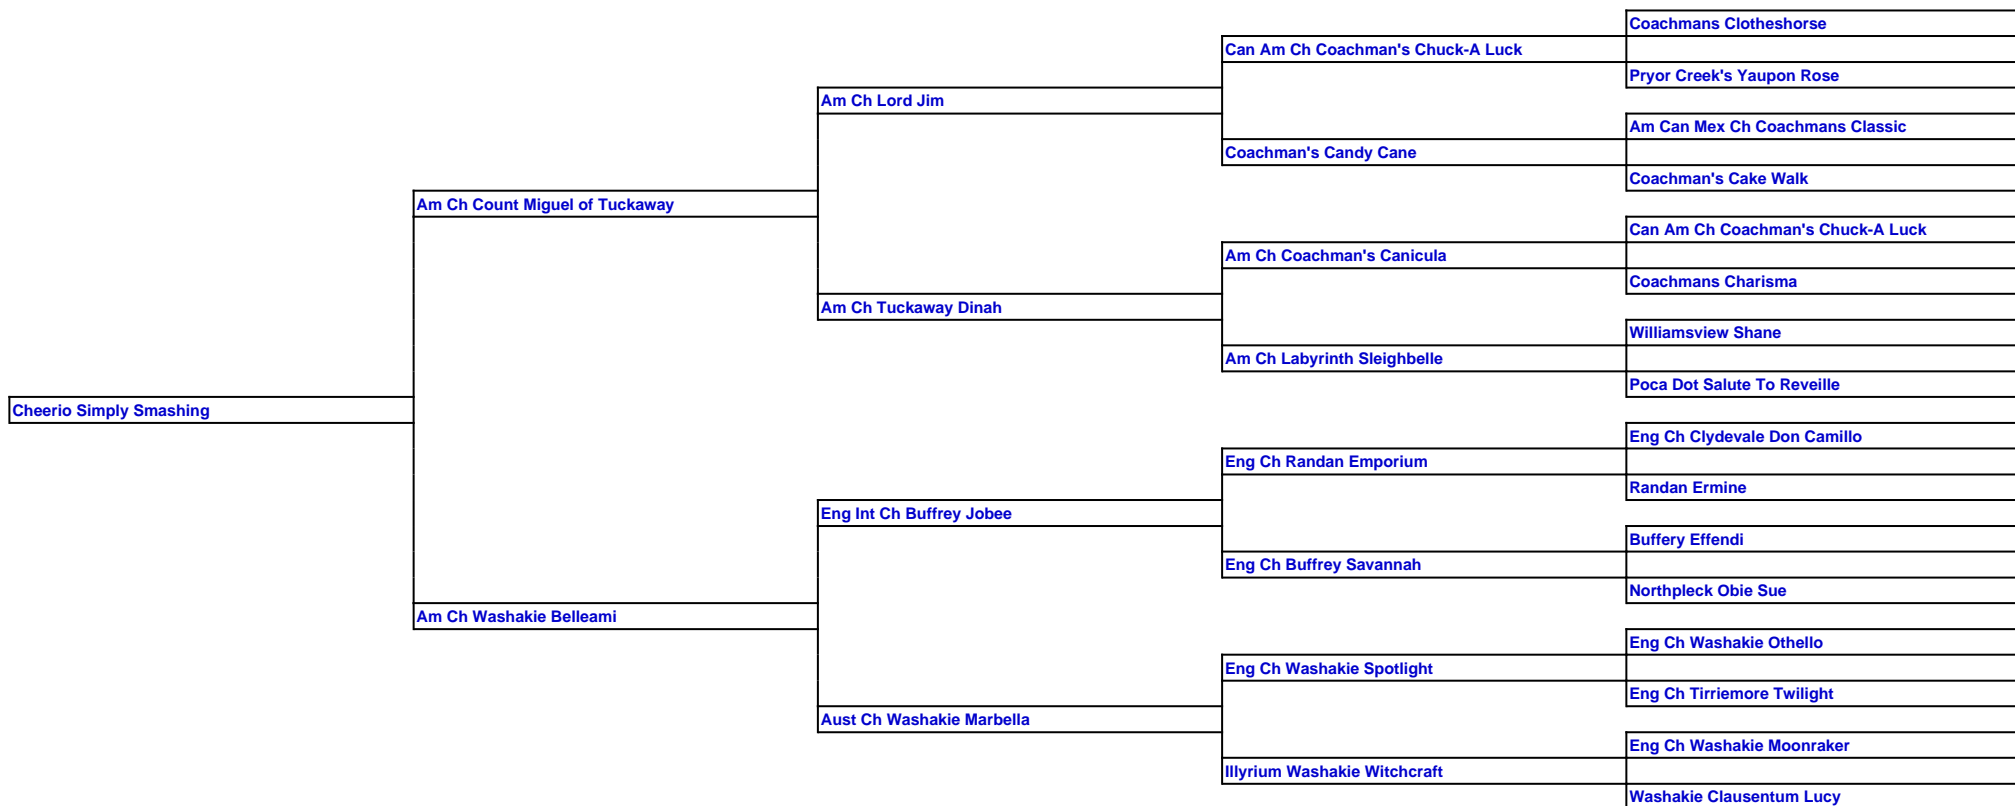 Coachmans Clotheshorse
Can Am Ch Coachman's Chuck-A Luck
Pryor Creek's Yaupon Rose
Am Ch Lord Jim
Am Can Mex Ch Coachmans Classic
Coachman's Candy Cane
Coachman's Cake Walk
Am Ch Count Miguel of Tuckaway
Can Am Ch Coachman's Chuck-A Luck
Am Ch Coachman's Canicula
Coachmans Charisma
Am Ch Tuckaway Dinah
Williamsview Shane
Am Ch Labyrinth Sleighbelle
Poca Dot Salute To Reveille
Cheerio Simply Smashing
Eng Ch Clydevale Don Camillo
Eng Ch Randan Emporium
Randan Ermine
Eng Int Ch Buffrey Jobee
Buffery Effendi
Eng Ch Buffrey Savannah
Northpleck Obie Sue
Am Ch Washakie Belleami
Eng Ch Washakie Othello
Eng Ch Washakie Spotlight
Eng Ch Tirriemore Twilight
Aust Ch Washakie Marbella
Eng Ch Washakie Moonraker
Illyrium Washakie Witchcraft
Washakie Clausentum Lucy